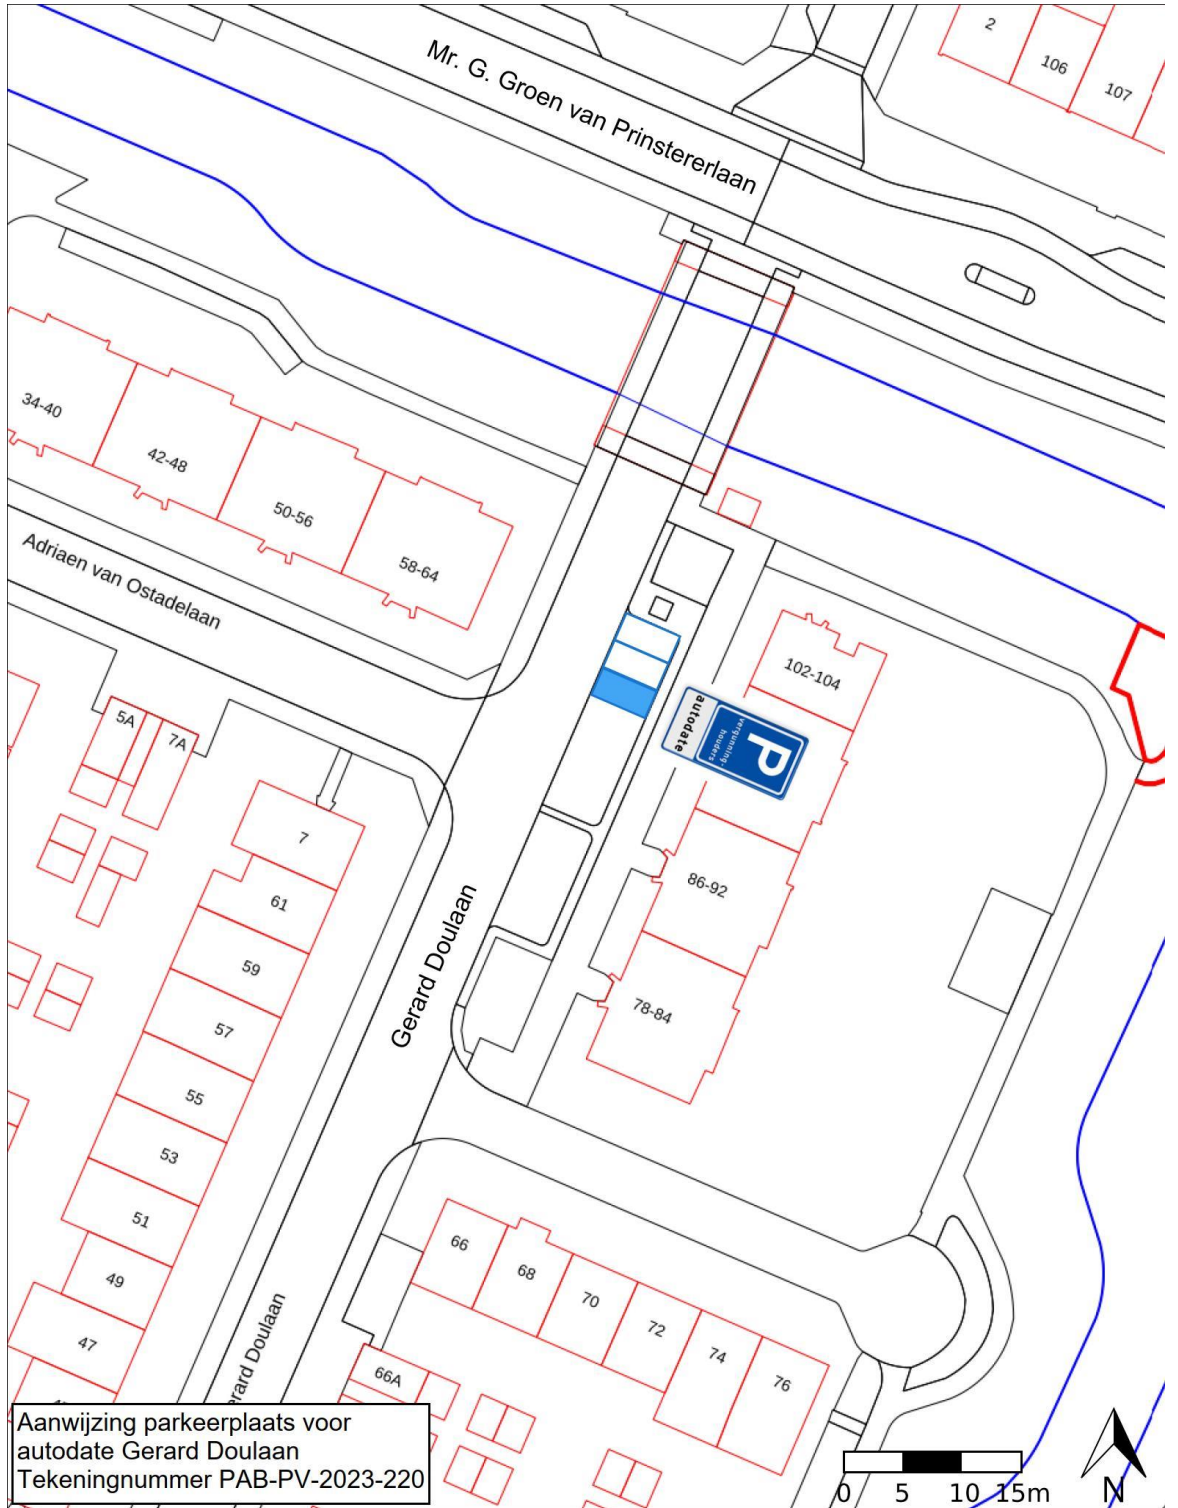 2
106
107
Mr. G. Groen van Prinstererlaan
34-40
42-48
50-56
58-64
Adriaen van Ostadelaan
102-104
5A
7A
autodate
vergunning-
houders
P
7
61
86-92
59
Gerard Doulaan
78-84
57
55
53
51
66
49
68
70
72
47
74
76
66A
erard Doulaan
Aanwijzing parkeerplaats voor
autodate Gerard Doulaan
Tekeningnummer PAB-PV-2023-220
0 5 10 15m
N